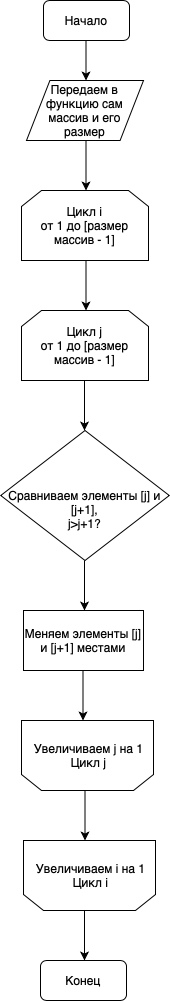 Начало
Передаем в
функцию сам
массив и его
размер
Цикл i
от 1 до [размер
массив - 1]
Цикл j
от 1 до [размер
массив - 1]
Сравниваем элементы [j] и
[j+1],
j>j+1?
Меняем элементы [j]
и [j+1] местами
Увеличиваем j на 1
Цикл j
Увеличиваем i на 1
Цикл i
Конец